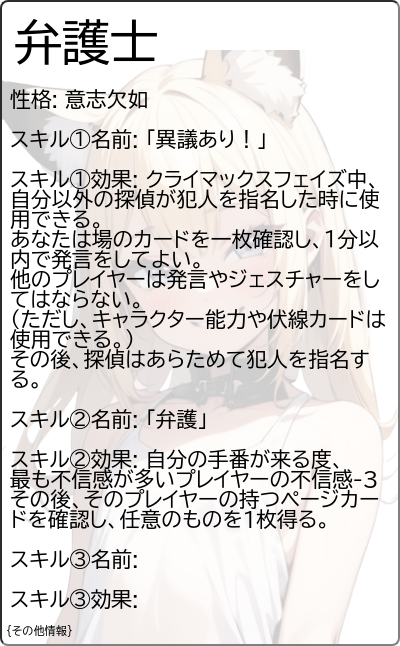 弁護士
性格: 意志欠如
スキル①名前: 「異議あり！」
スキル①効果: クライマックスフェイズ中、
自分以外の探偵が犯人を指名した時に使
用できる。
あなたは場のカードを一枚確認し、1分以
内で発言をしてよい。
他のプレイヤーは発言やジェスチャーをし
てはならない。
（ただし、キャラクター能力や伏線カードは
使用できる。）
その後、探偵はあらためて犯人を指名す
る。
スキル②名前: 「弁護」
スキル②効果: 自分の手番が来る度、
最も不信感が多いプレイヤーの不信感-3
その後、そのプレイヤーの持つページカー
ドを確認し、任意のものを1枚得る。
スキル③名前:
スキル③効果:
{その他情報}